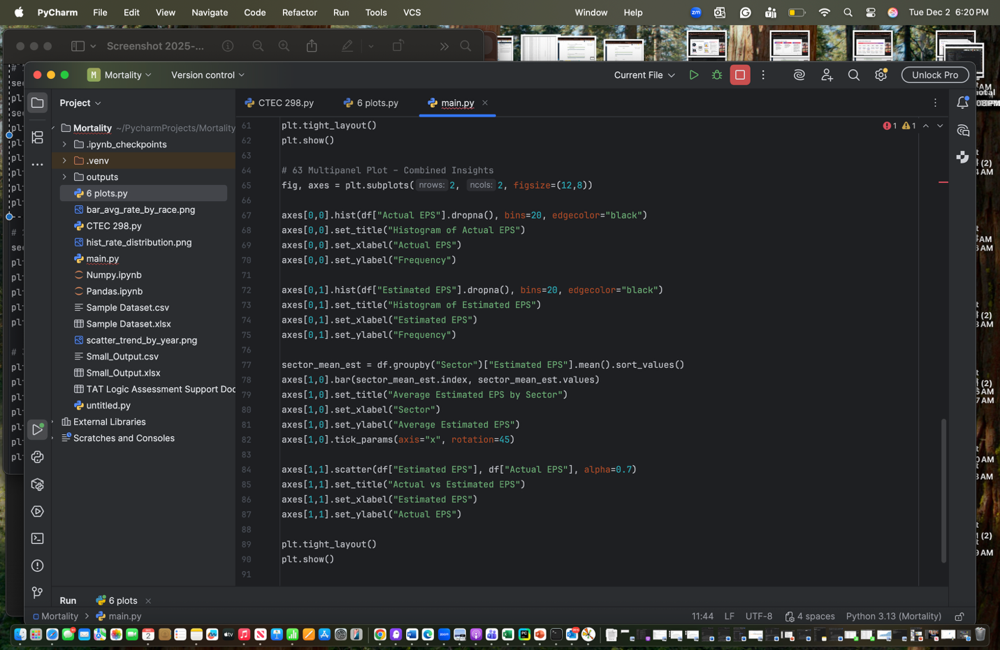 PyCharm File Edit View Navigate Code Refactor Run Tools VCS Window Help zm Tue Dec 2 6:20 PM
Screenshot 2025-...
M Mortality Version control Current File Unlock Pro
Project CTEC 298.py 6 plots.py main.py
Mortality ~/PycharmProjects/Mortality
.ipynb_checkpoints
.venv
outputs
6 plots.py
bar_avg_rate_by_race.png
CTEC 298.py
hist_rate_distribution.png
main.py
Numpy.ipynb
Pandas.ipynb
Sample Dataset.csv
Sample Dataset.xlsx
scatter_trend_by_year.png
Small_Output.csv
Small_Output.xlsx
TAT Logic Assessment Support Doc
untitled.py
External Libraries
Scratches and Consoles
1 1
61 plt.tight_layout()
62 plt.show()
63
64 # 63 Multipanel Plot – Combined Insights
65 fig, axes = plt.subplots( nrows: 2, ncols: 2, figsize=(12,8))
66
67 axes[0,0].hist(df["Actual EPS"].dropna(), bins=20, edgecolor="black")
68 axes[0,0].set_title("Histogram of Actual EPS")
69 axes[0,0].set_xlabel("Actual EPS")
70 axes[0,0].set_ylabel("Frequency")
71
72 axes[0,1].hist(df["Estimated EPS"].dropna(), bins=20, edgecolor="black")
73 axes[0,1].set_title("Histogram of Estimated EPS")
74 axes[0,1].set_xlabel("Estimated EPS")
75 axes[0,1].set_ylabel("Frequency")
76
77 sector_mean_est = df.groupby("Sector")["Estimated EPS"].mean().sort_values()
78 axes[1,0].bar(sector_mean_est.index, sector_mean_est.values)
79 axes[1,0].set_title("Average Estimated EPS by Sector")
80 axes[1,0].set_xlabel("Sector")
81 axes[1,0].set_ylabel("Average Estimated EPS")
82 axes[1,0].tick_params(axis="x", rotation=45)
83
84 axes[1,1].scatter(df["Estimated EPS"], df["Actual EPS"], alpha=0.7)
85 axes[1,1].set_title("Actual vs Estimated EPS")
86 axes[1,1].set_xlabel("Estimated EPS")
87 axes[1,1].set_ylabel("Actual EPS")
88
89 plt.tight_layout()
90 plt.show()
91
Run 6 plots
Mortality main.py 11:44 LF UTF-8 4 spaces Python 3.13 (Mortality)